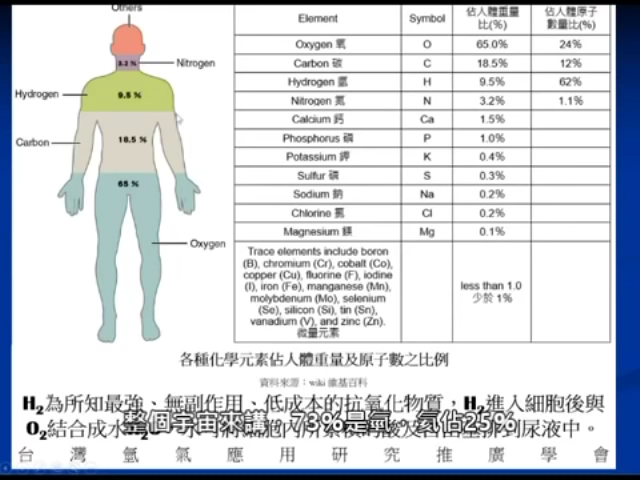 Others
3.2 %
Nitrogen
Hydrogen
9.5 %
Carbon
18.5 %
65 %
Oxygen
Element Symbol 佔人體重量比(%) 佔人體原子數量比(%)
Oxygen 氧 O 65.0% 24%
Carbon 碳 C 18.5% 12%
Hydrogen 氫 H 9.5% 62%
Nitrogen 氮 N 3.2% 1.1%
Calcium 鈣 Ca 1.5%
Phosphorus 磷 P 1.0%
Potassium 鉀 K 0.4%
Sulfur 磺 S 0.3%
Sodium 鈉 Na 0.2%
Chlorine 氯 Cl 0.2%
Magnesium 鎂 Mg 0.1%
Trace elements include boron
(B), chromium (Cr), cobalt (Co),
copper (Cu), fluorine (F), iodine
(I), iron (Fe), manganese (Mn),
molybdenum (Mo), selenium
(Se), silicon (Si), tin (Sn),
vanadium (V), and zinc (Zn).
微量元素
less than 1.0
少於 1%
各種化學元素佔人體重量及原子數之比例
資料來源：wiki 維基百科
H2為所知最強、無副作用、低成本的抗氧化物質，H2進入細胞後與
O2結合成水
排到尿液中。
整個宇宙來講 73%是氫，氦佔25%
台灣氫氣應用研究推廣學會